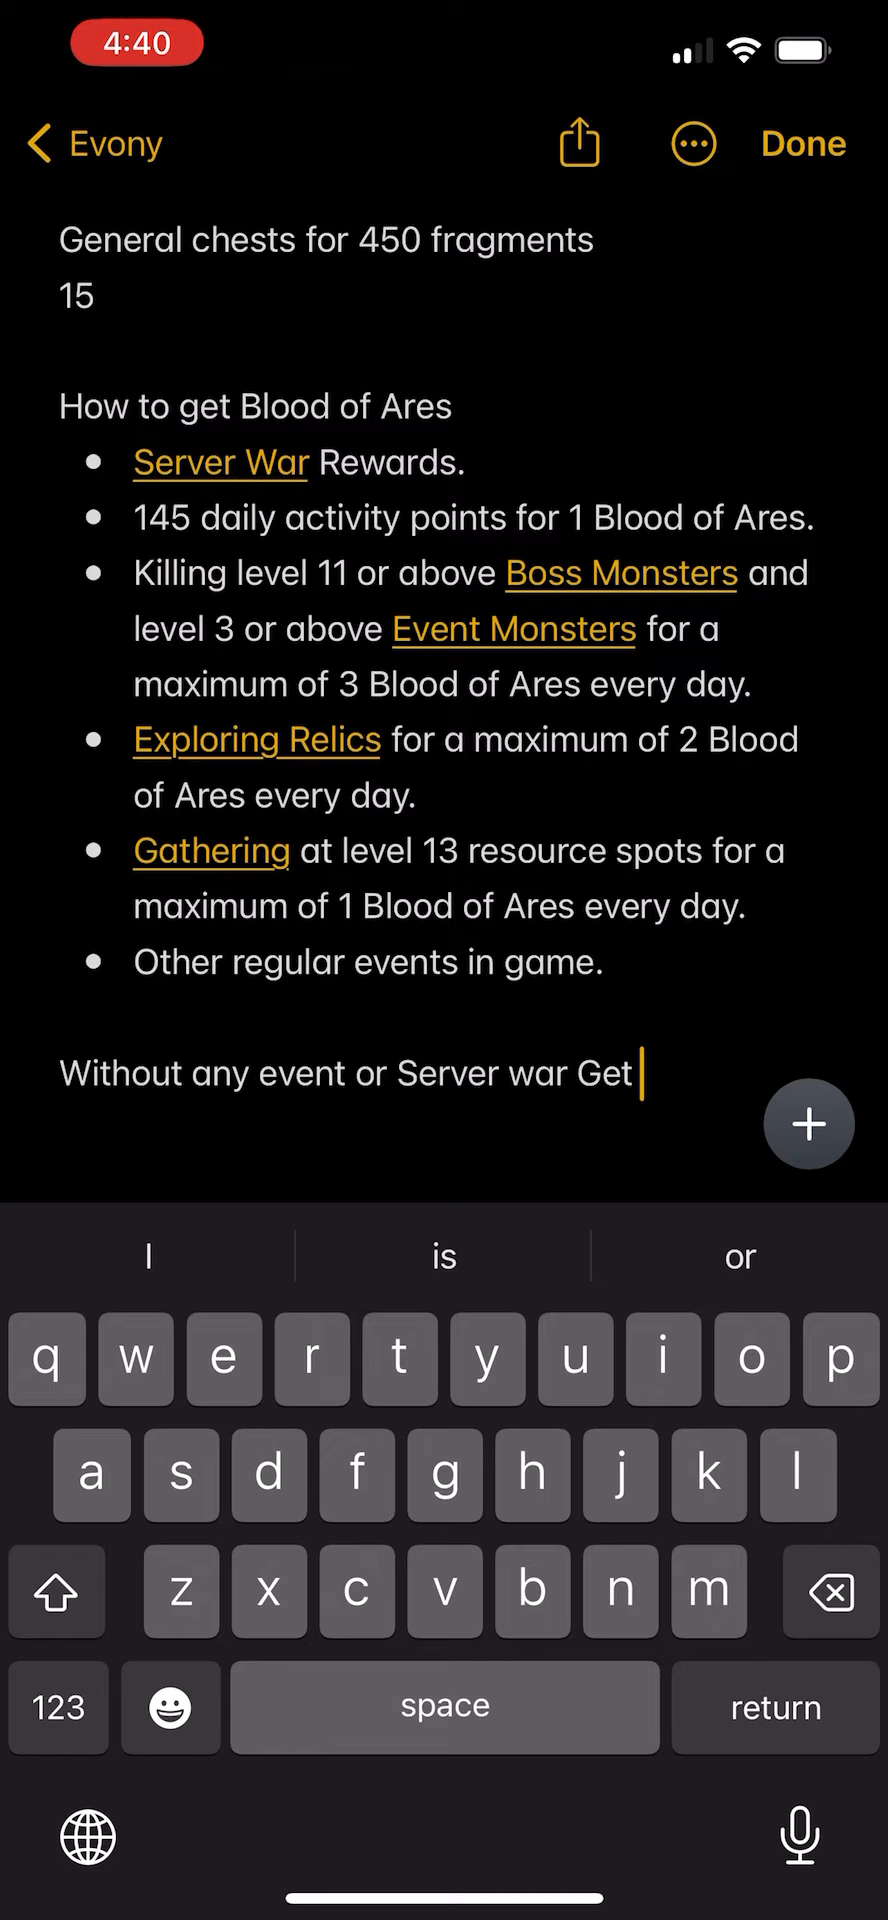 4:40
Evony
Done
General chests for 450 fragments
15
How to get Blood of Ares
• Server War Rewards.
• 145 daily activity points for 1 Blood of Ares.
• Killing level 11 or above Boss Monsters and
level 3 or above Event Monsters for a
maximum of 3 Blood of Ares every day.
• Exploring Relics for a maximum of 2 Blood
of Ares every day.
• Gathering at level 13 resource spots for a
maximum of 1 Blood of Ares every day.
• Other regular events in game.
Without any event or Server war Get
I is or
q w e r t y u i o p
a s d f g h j k l
z x c v b n m
123 space return